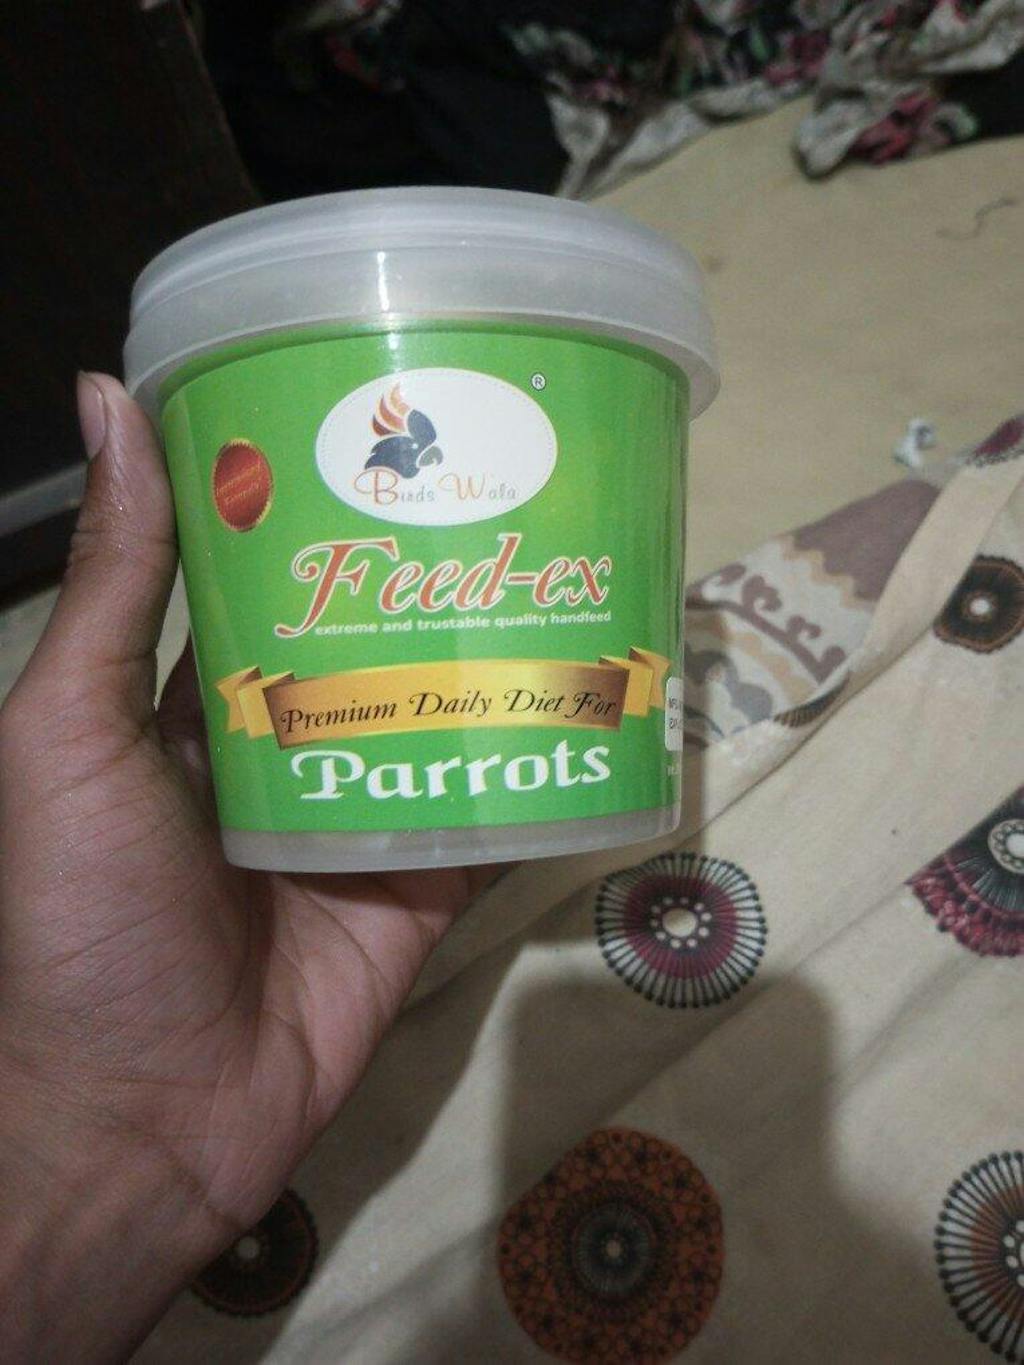 ®
Birds Wala
Feed-ex
extreme and trustable quality handfeed
Premium Daily Diet For
Parrots